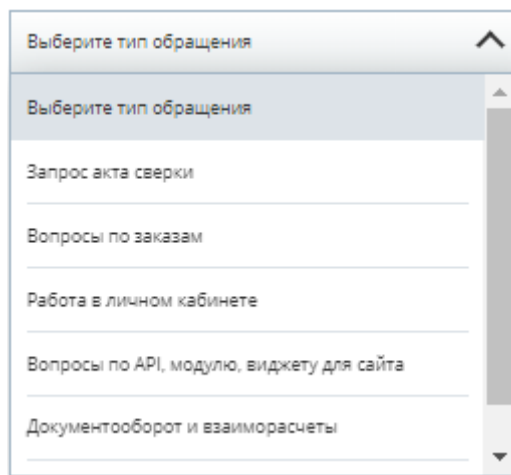 Выберите тип обращения
Выберите тип обращения
Запрос акта сверки
Вопросы по заказам
Работа в личном кабинете
Вопросы по API, модулю, виджету для сайта
Документооборот и взаиморасчеты